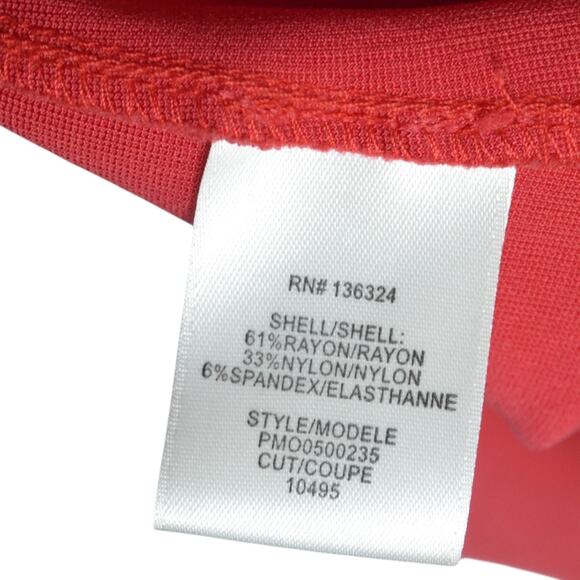 RN# 136324
SHELL/SHELL:
61%RAYON/RAYON
33%NYLON/NYLON
6%SPANDEX/ELASTHANNE
STYLE/MODELE
PMO0500235
CUT/COUPE
10495